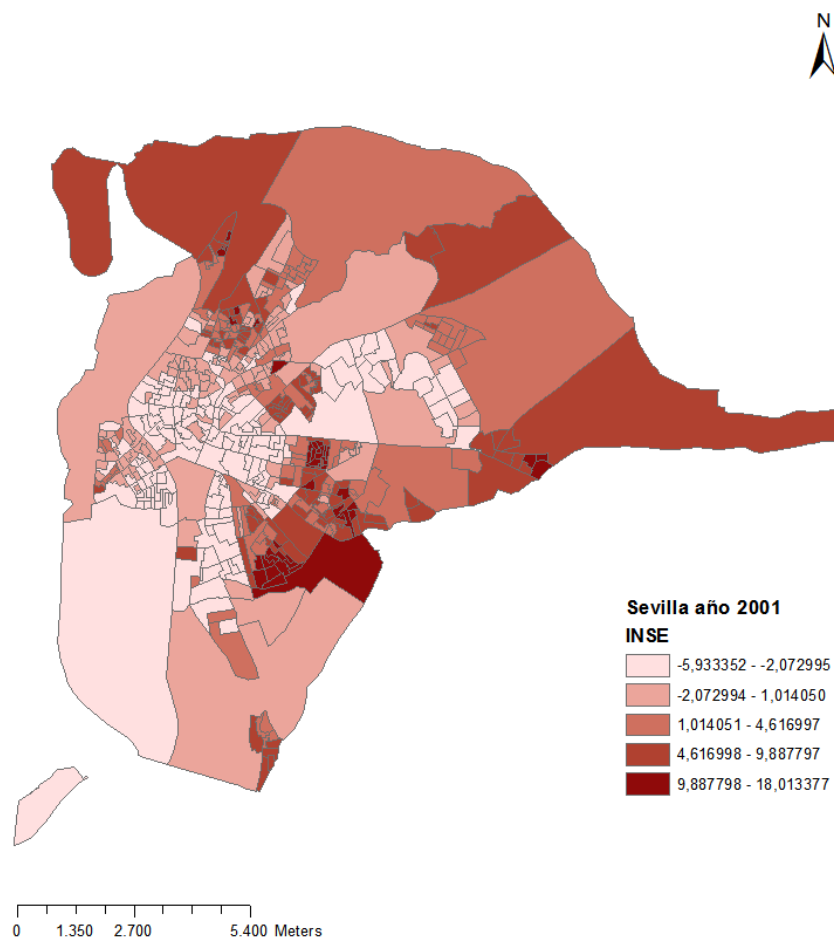 N
Sevilla año 2001
INSE
-5,933352 - -2,072995
-2,072994 - 1,014050
1,014051 - 4,616997
4,616998 - 9,887797
9,887798 - 18,013377
0 1.350 2.700 5.400 Meters